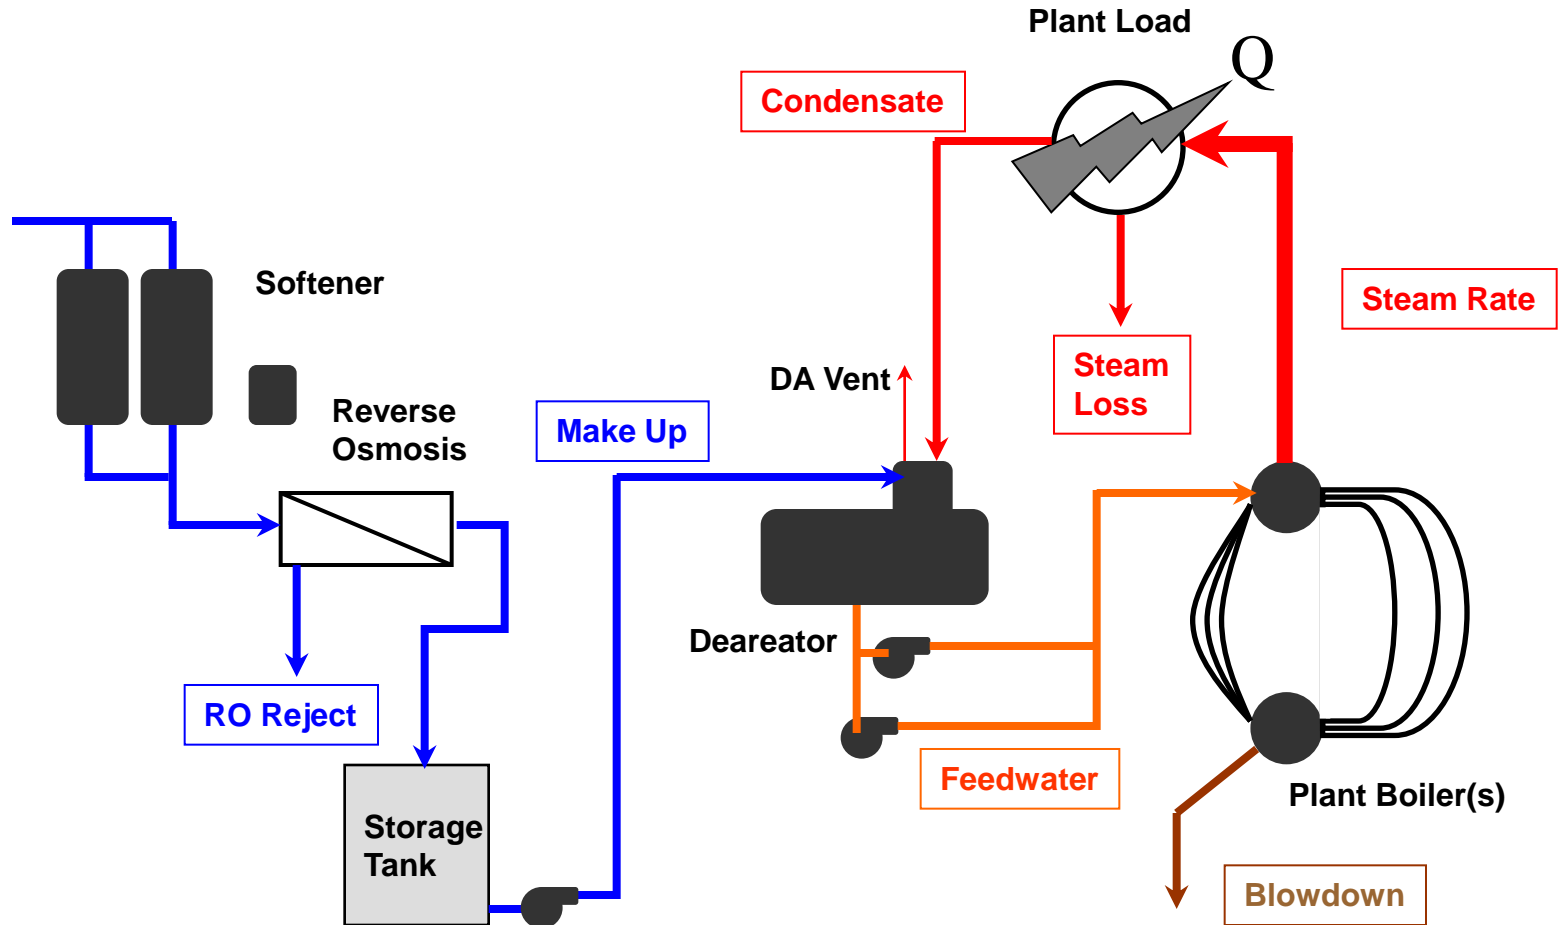 Plant Load
Q
Condensate
Softener
Steam Rate
Steam
Loss
DA Vent
Reverse
Osmosis
Make Up
Deareator
RO Reject
Feedwater
Plant Boiler(s)
Storage
Tank
Blowdown